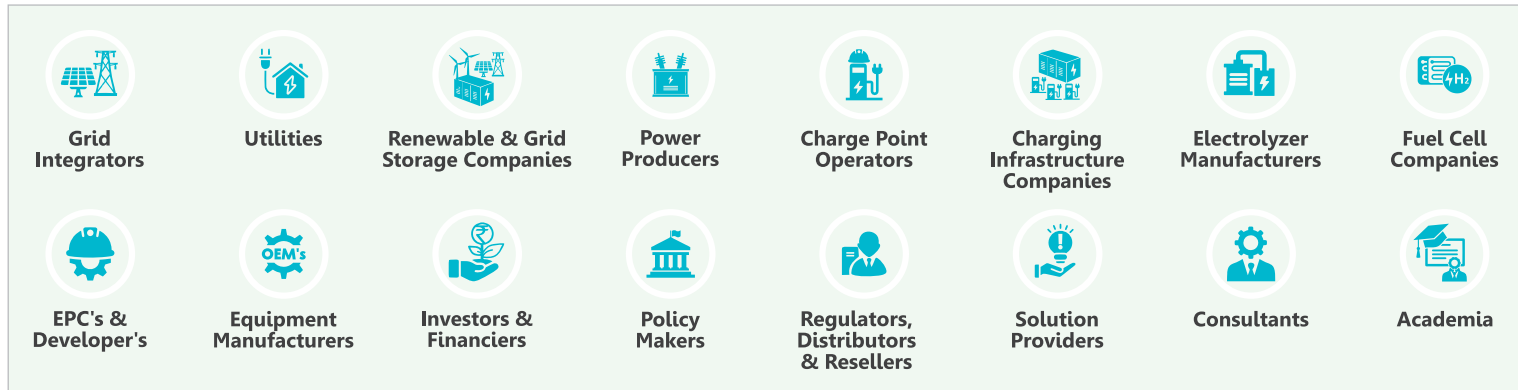 H₂
Grid
Integrators
Utilities
Renewable & Grid
Storage Companies
Power
Producers
Charge Point
Operators
Charging
Infrastructure
Companies
Electrolyzer
Manufacturers
Fuel Cell
Companies
OEM's
₹
EPC's &
Developer's
Equipment
Manufacturers
Investors &
Financiers
Policy
Makers
Regulators,
Distributors
& Resellers
Solution
Providers
Consultants
Academia